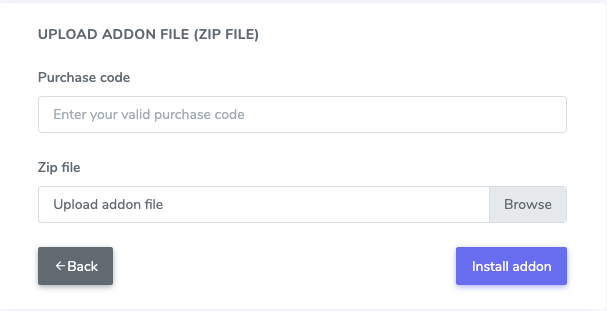 UPLOAD ADDON FILE (ZIP FILE)
Purchase code
Enter your valid purchase code
Zip file
Upload addon file Browse
←Back Install addon